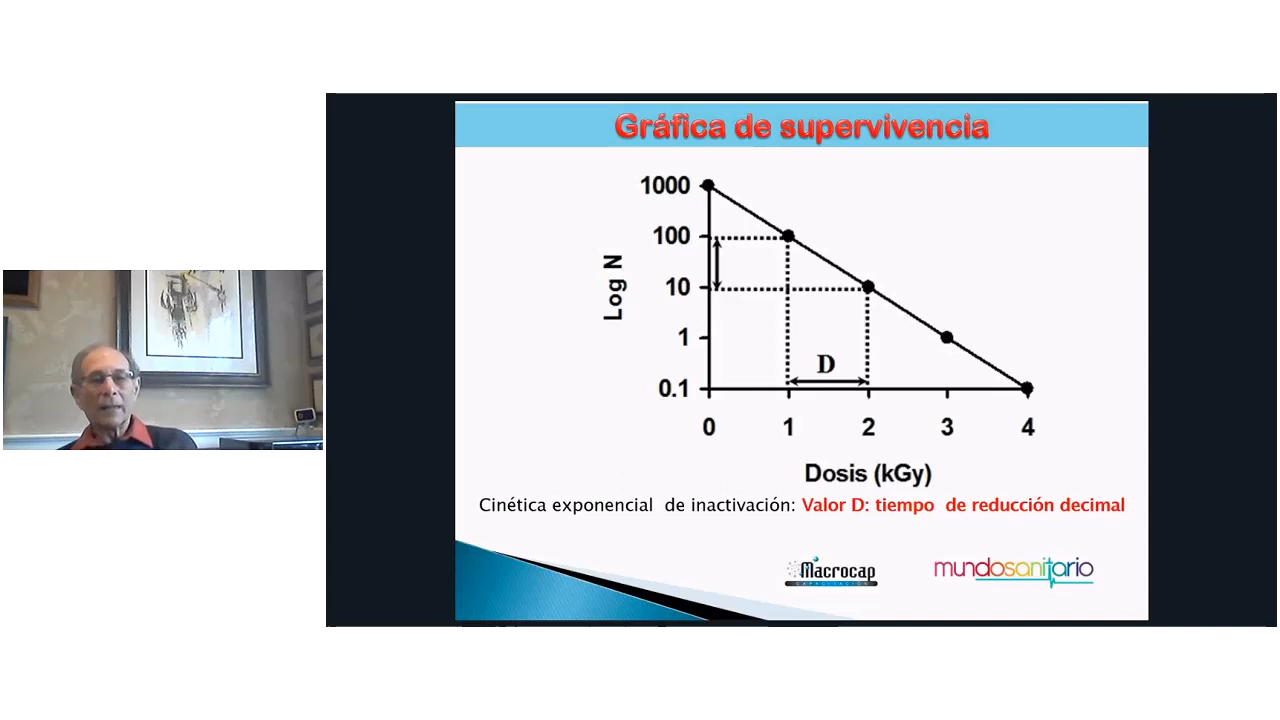 Gráfica de supervivencia
1000
100
10
1
0.1
Log N
D
0 1 2 3 4
Dosis (kGy)
Cinética exponencial de inactivación: Valor D: tiempo de reducción decimal
Macrocap
CAPACITACIÓN
mundosanitario